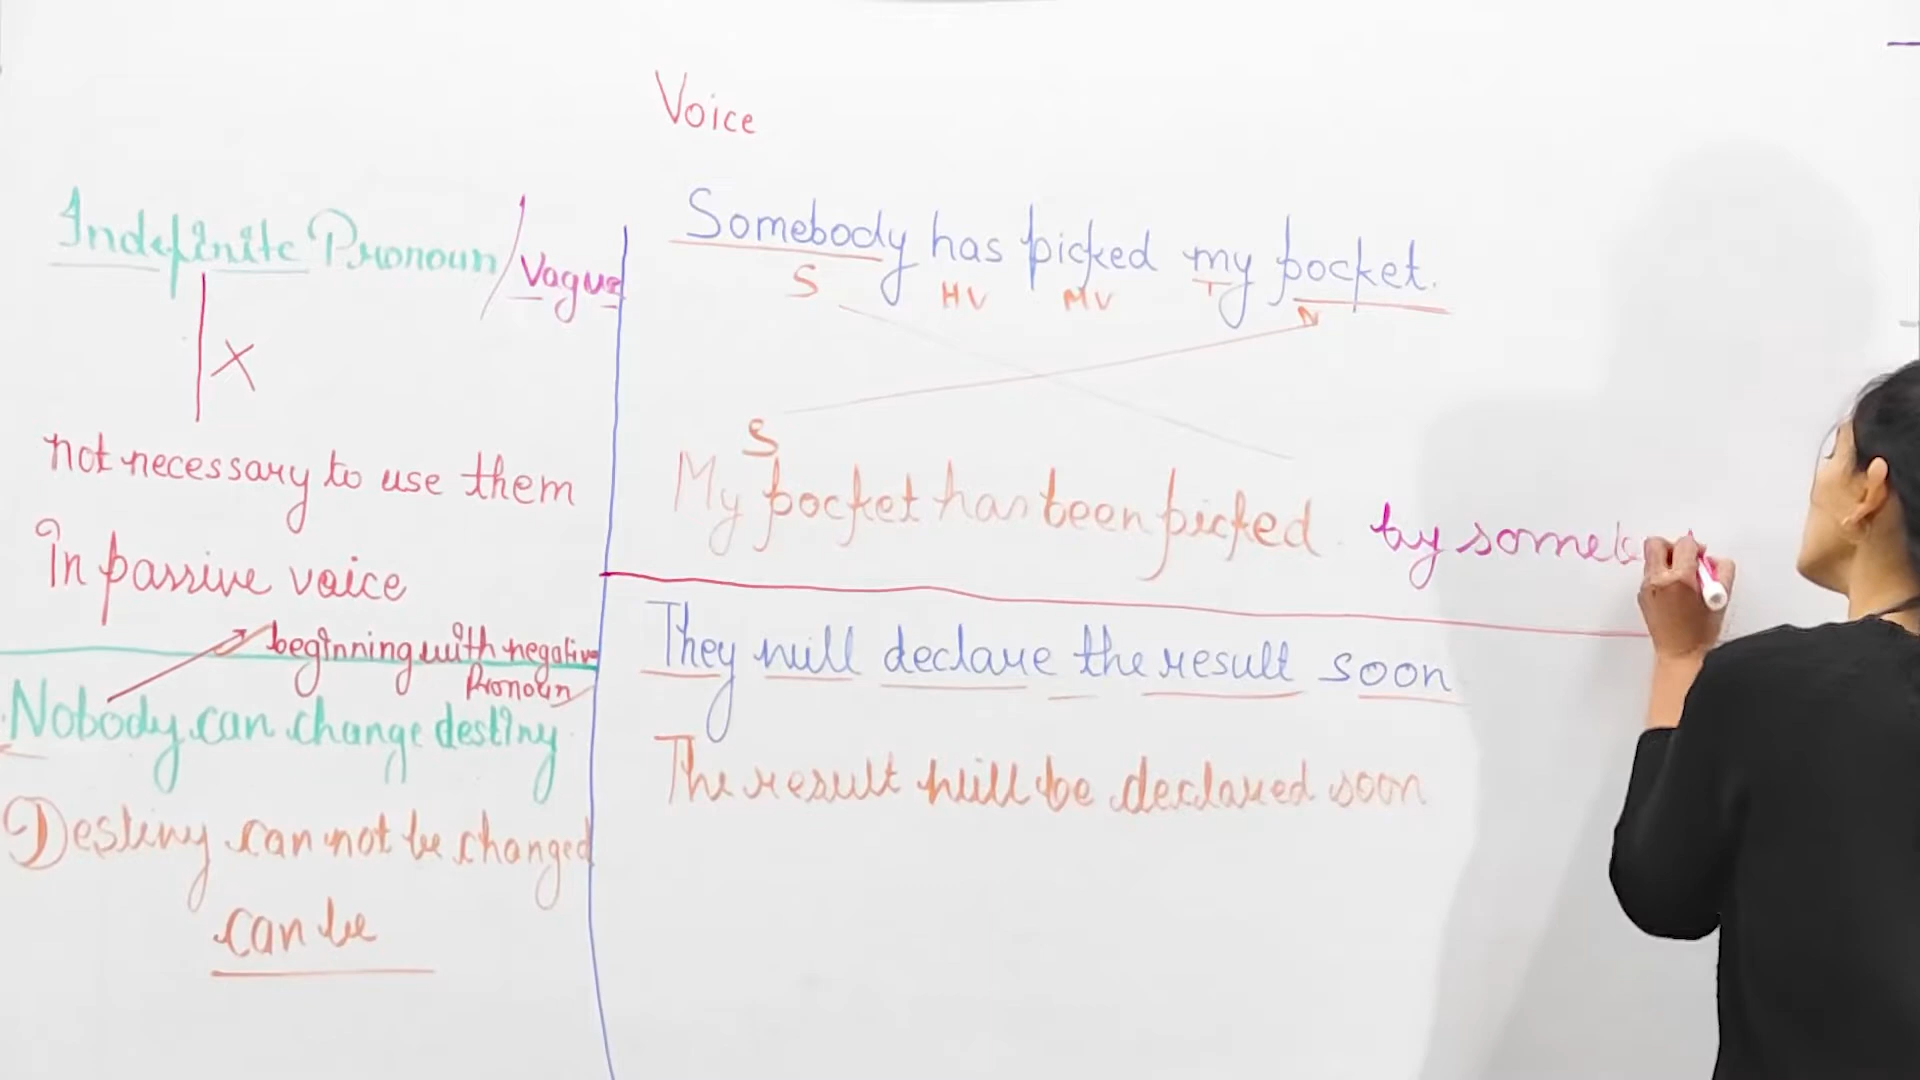 Voice
Indefinite Pronoun/Vague
X
not necessary to use them
In passive voice
beginning with negative
Pronoun
Nobody can change destiny
Destiny can not be changed
can be
Somebody has picked my pocket.
S HV MV
S
My pocket has been picked by
They will declare the result soon
The result will be declared soon